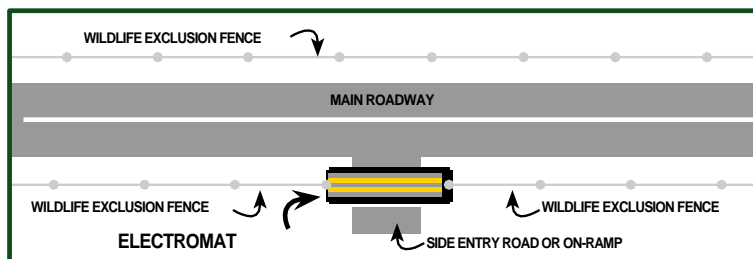 WILDLIFE EXCLUSION FENCE
MAIN ROADWAY
WILDLIFE EXCLUSION FENCE
WILDLIFE EXCLUSION FENCE
ELECTROMAT
SIDE ENTRY ROAD OR ON-RAMP